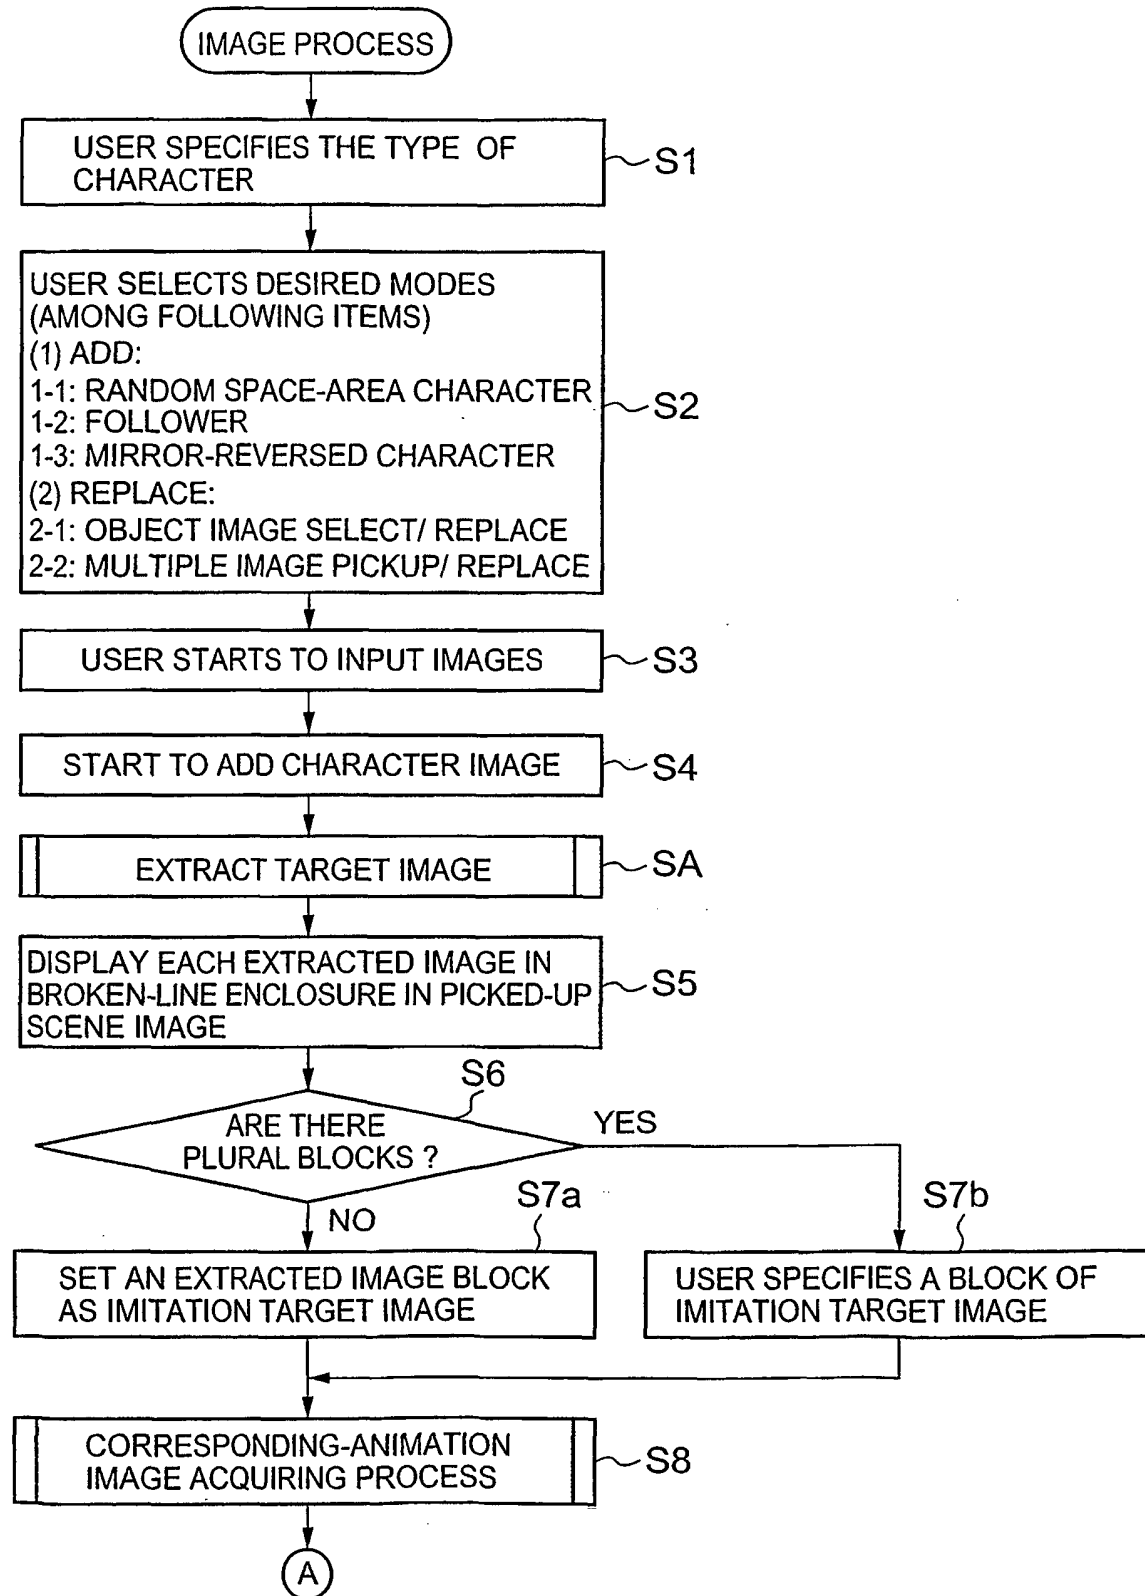 IMAGE PROCESS
USER SPECIFIES THE TYPE OF
CHARACTER
S1
USER SELECTS DESIRED MODES
(AMONG FOLLOWING ITEMS)
(1) ADD:
1-1: RANDOM SPACE-AREA CHARACTER
1-2: FOLLOWER
1-3: MIRROR-REVERSED CHARACTER
(2) REPLACE:
2-1: OBJECT IMAGE SELECT/ REPLACE
2-2: MULTIPLE IMAGE PICKUP/ REPLACE
S2
USER STARTS TO INPUT IMAGES
S3
START TO ADD CHARACTER IMAGE
S4
EXTRACT TARGET IMAGE
SA
DISPLAY EACH EXTRACTED IMAGE IN
BROKEN-LINE ENCLOSURE IN PICKED-UP
SCENE IMAGE
S5
S6
ARE THERE
PLURAL BLOCKS ?
YES
NO
S7a
SET AN EXTRACTED IMAGE BLOCK
AS IMITATION TARGET IMAGE
S7b
USER SPECIFIES A BLOCK OF
IMITATION TARGET IMAGE
CORRESPONDING-ANIMATION
IMAGE ACQUIRING PROCESS
S8
A